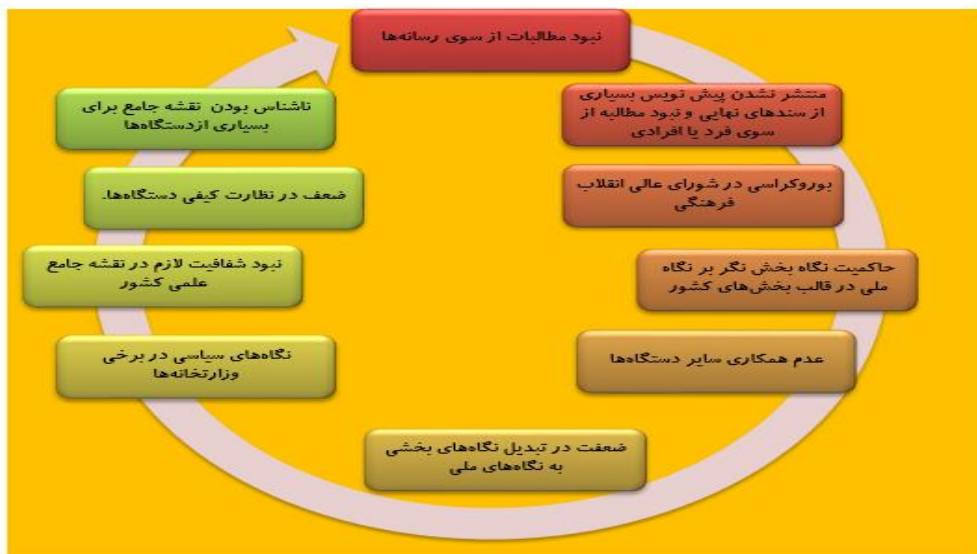 نبود مطالبات از سوی رسانه‌ها
منتشر نشدن پیش نویس بسیاری
از سندهای نهایی و نبود مطالبه از
سوی فرد یا افرادی
بوروکراسی در شورای عالی انقلاب
فرهنگی
حاکمیت نگاه بخش نگر بر نگاه
ملی در قالب بخش‌های کشور
عدم همکاری سایر دستگاه‌ها
ضعفت در تبدیل نگاه‌های بخشی
به نگاه‌های ملی
نگاه‌های سیاسی در برخی
وزارتخانه‌ها
نبود شفافیت لازم در نقشه جامع
علمی کشور
ضعف در نظارت کیفی دستگاه‌ها.
ناشناس بودن نقشه جامع برای
بسیاری ازدستگاه‌ها